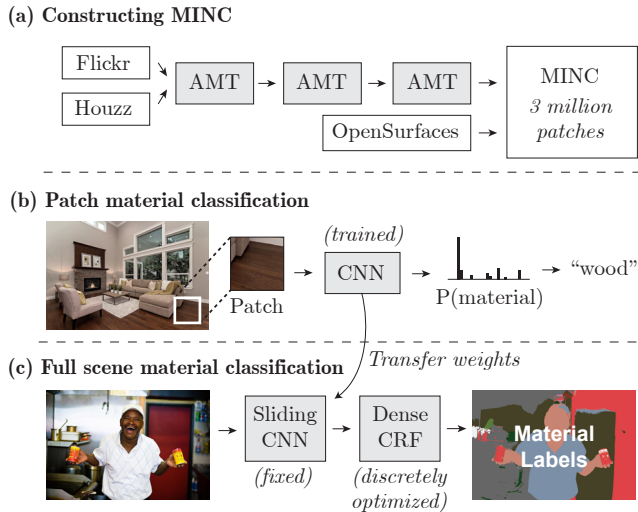 (a) Constructing MINC
Flickr
Houzz
AMT
AMT
AMT
OpenSurfaces
MINC
3 million
patches
(b) Patch material classification
Patch
(trained)
CNN
P(material)
“wood”
Transfer weights
(c) Full scene material classification
Sliding
CNN
(fixed)
Dense
CRF
(discretely
optimized)
Material
Labels